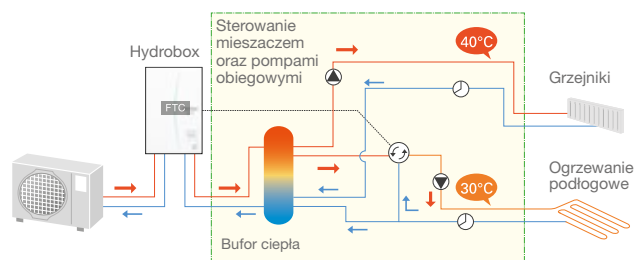 Sterowanie
mieszaczem
oraz pompami
obiegowymi
40°C
Hydrobox
Grzejniki
FTC
30°C
Ogrzewanie
podłogowe
Bufor ciepła